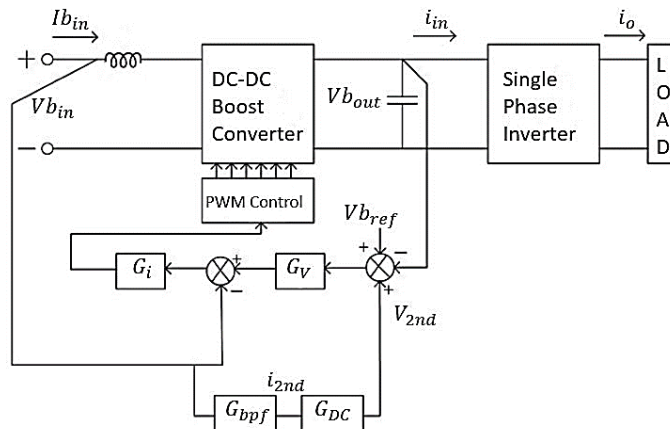 Ib_in
i_in
i_o
+
Vb_in
−
DC-DC
Boost
Converter
Vb_out
Single
Phase
Inverter
L
O
A
D
PWM Control
Vb_ref
+
−
+
G_i
+
−
G_V
V_2nd
i_2nd
G_bpf
G_DC